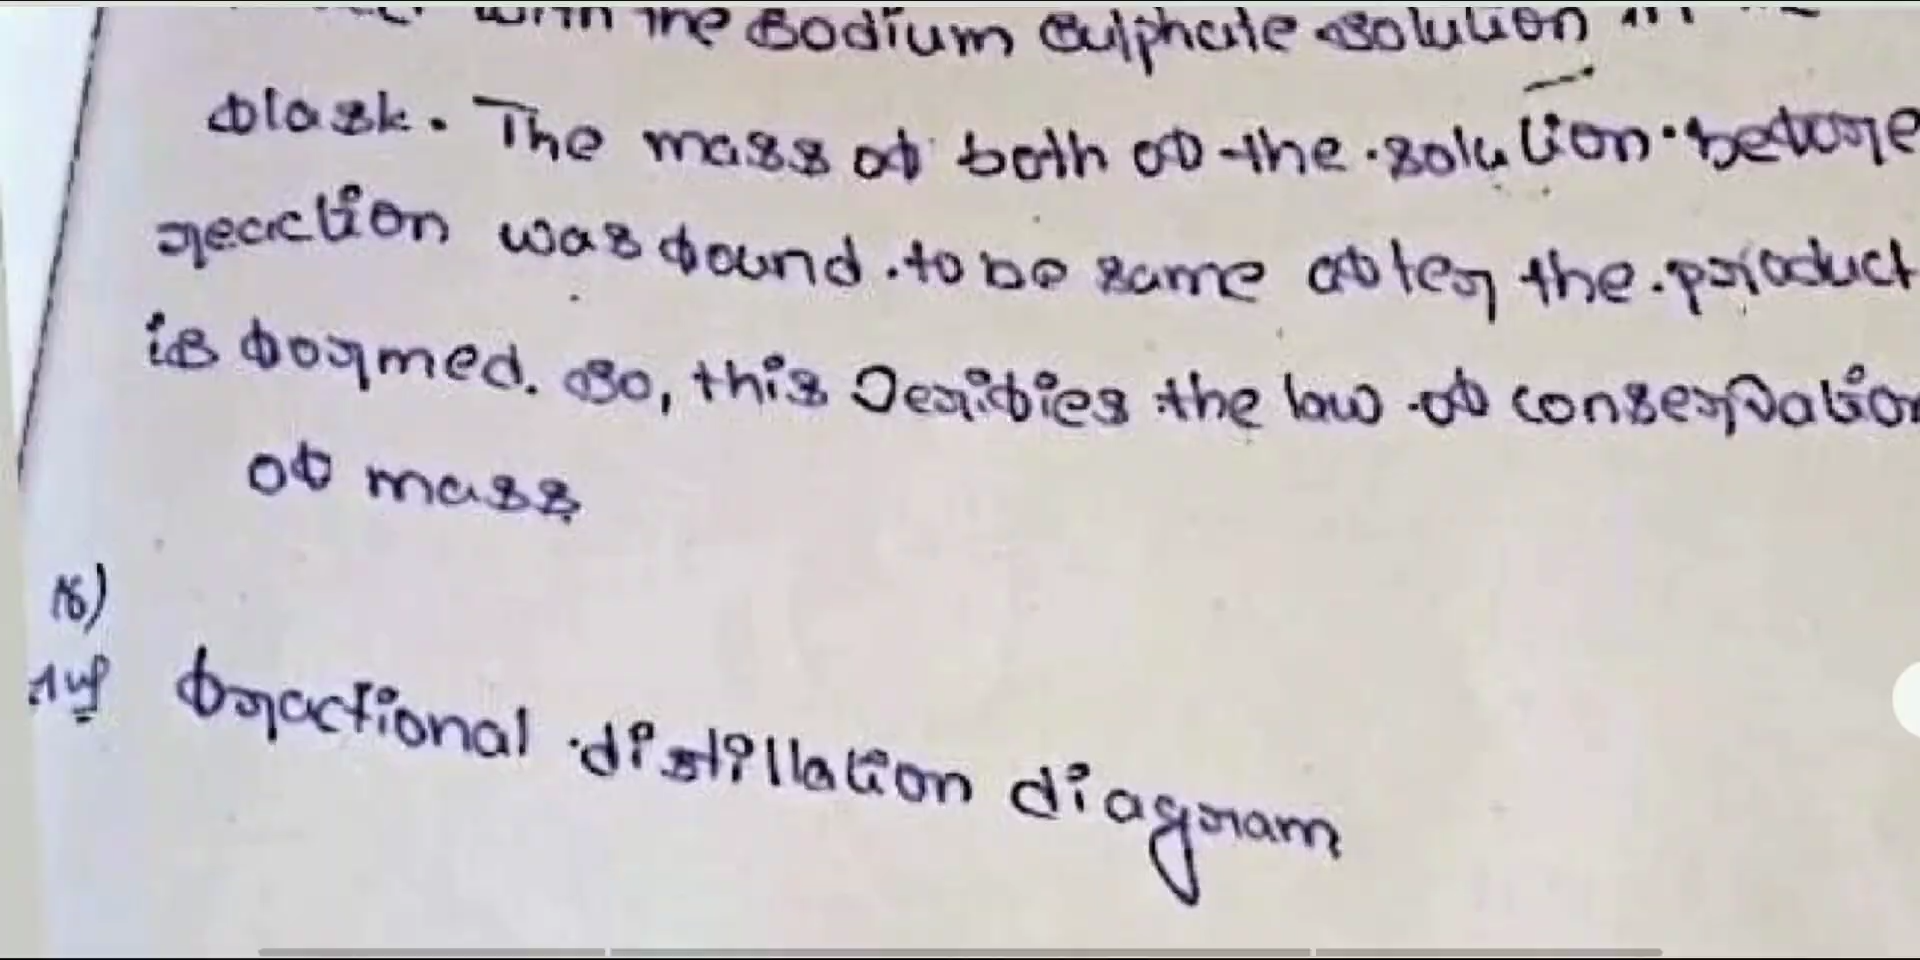 with the Sodium Sulphate solution in
flask. The mass of both of the solution before
reaction was found to be same after the product
is formed. So, this verifies the law of conservation
of mass
18)
Ans fractional distillation diagram